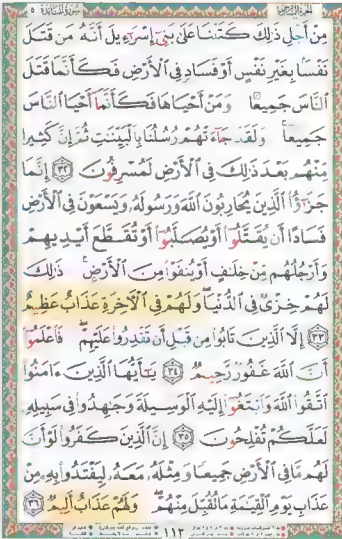 الجزء السادس سورة المائدة ٥
مِنْ أَجْلِ ذَٰلِكَ كَتَبْنَا عَلَىٰ بَنِىٓ إِسْرَٰٓءِيلَ أَنَّهُۥ مَن قَتَلَ
نَفْسًۢا بِغَيْرِ نَفْسٍ أَوْ فَسَادٍ فِى ٱلْأَرْضِ فَكَأَنَّمَا قَتَلَ
ٱلنَّاسَ جَمِيعًا وَمَنْ أَحْيَاهَا فَكَأَنَّمَآ أَحْيَا ٱلنَّاسَ
جَمِيعًا ۚ وَلَقَدْ جَآءَتْهُمْ رُسُلُنَا بِٱلْبَيِّنَٰتِ ثُمَّ إِنَّ كَثِيرًا
مِّنْهُم بَعْدَ ذَٰلِكَ فِى ٱلْأَرْضِ لَمُسْرِفُونَ ٣٢ إِنَّمَا
جَزَٰٓؤُا۟ ٱلَّذِينَ يُحَارِبُونَ ٱللَّهَ وَرَسُولَهُۥ وَيَسْعَوْنَ فِى ٱلْأَرْضِ
فَسَادًا أَن يُقَتَّلُوٓا۟ أَوْ يُصَلَّبُوٓا۟ أَوْ تُقَطَّعَ أَيْدِيهِمْ
وَأَرْجُلُهُم مِّنْ خِلَٰفٍ أَوْ يُنفَوْا۟ مِنَ ٱلْأَرْضِ ۚ ذَٰلِكَ
لَهُمْ خِزْىٌ فِى ٱلدُّنْيَا ۖ وَلَهُمْ فِى ٱلْءَاخِرَةِ عَذَابٌ عَظِيمٌ
٣٣ إِلَّا ٱلَّذِينَ تَابُوا۟ مِن قَبْلِ أَن تَقْدِرُوا۟ عَلَيْهِمْ ۖ فَٱعْلَمُوٓا۟
أَنَّ ٱللَّهَ غَفُورٌ رَّحِيمٌ ٣٤ يَٰٓأَيُّهَا ٱلَّذِينَ ءَامَنُوا۟
ٱتَّقُوا۟ ٱللَّهَ وَٱبْتَغُوٓا۟ إِلَيْهِ ٱلْوَسِيلَةَ وَجَٰهِدُوا۟ فِى سَبِيلِهِۦ
لَعَلَّكُمْ تُفْلِحُونَ ٣٥ إِنَّ ٱلَّذِينَ كَفَرُوا۟ لَوْ أَنَّ
لَهُم مَّا فِى ٱلْأَرْضِ جَمِيعًا وَمِثْلَهُۥ مَعَهُۥ لِيَفْتَدُوا۟ بِهِۦ مِنْ
عَذَابِ يَوْمِ ٱلْقِيَٰمَةِ مَا تُقُبِّلَ مِنْهُمْ ۖ وَلَهُمْ عَذَابٌ أَلِيمٌ ٣٦
١١٣